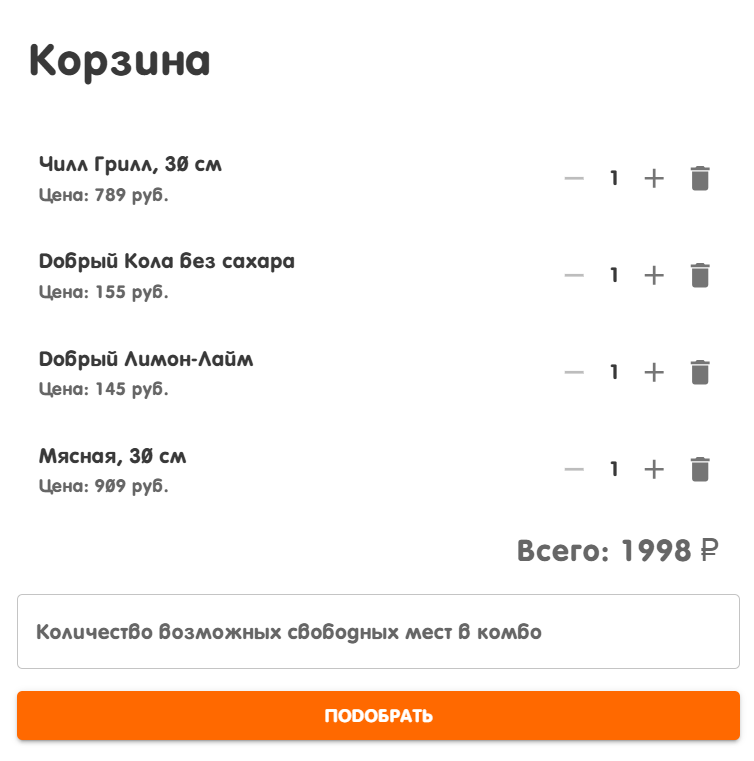 Корзина
Чилл Грилл, 30 см
Цена: 789 руб.
1
Добрый Кола без сахара
Цена: 155 руб.
1
Добрый Лимон-Лайм
Цена: 145 руб.
1
Мясная, 30 см
Цена: 909 руб.
1
Всего: 1998 ₽
Количество возможных свободных мест в комбо
ПОДОБРАТЬ